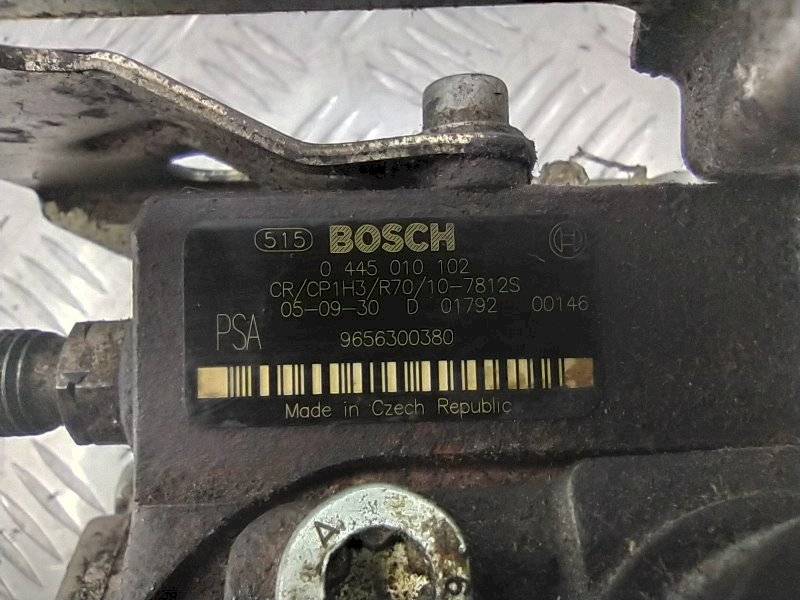 515 BOSCH H
0 445 010 102
CR/CP1H3/R70/10-7812S
05-09-30 D 01792 00146
PSA 9656300380
Made in Czech Republic
A